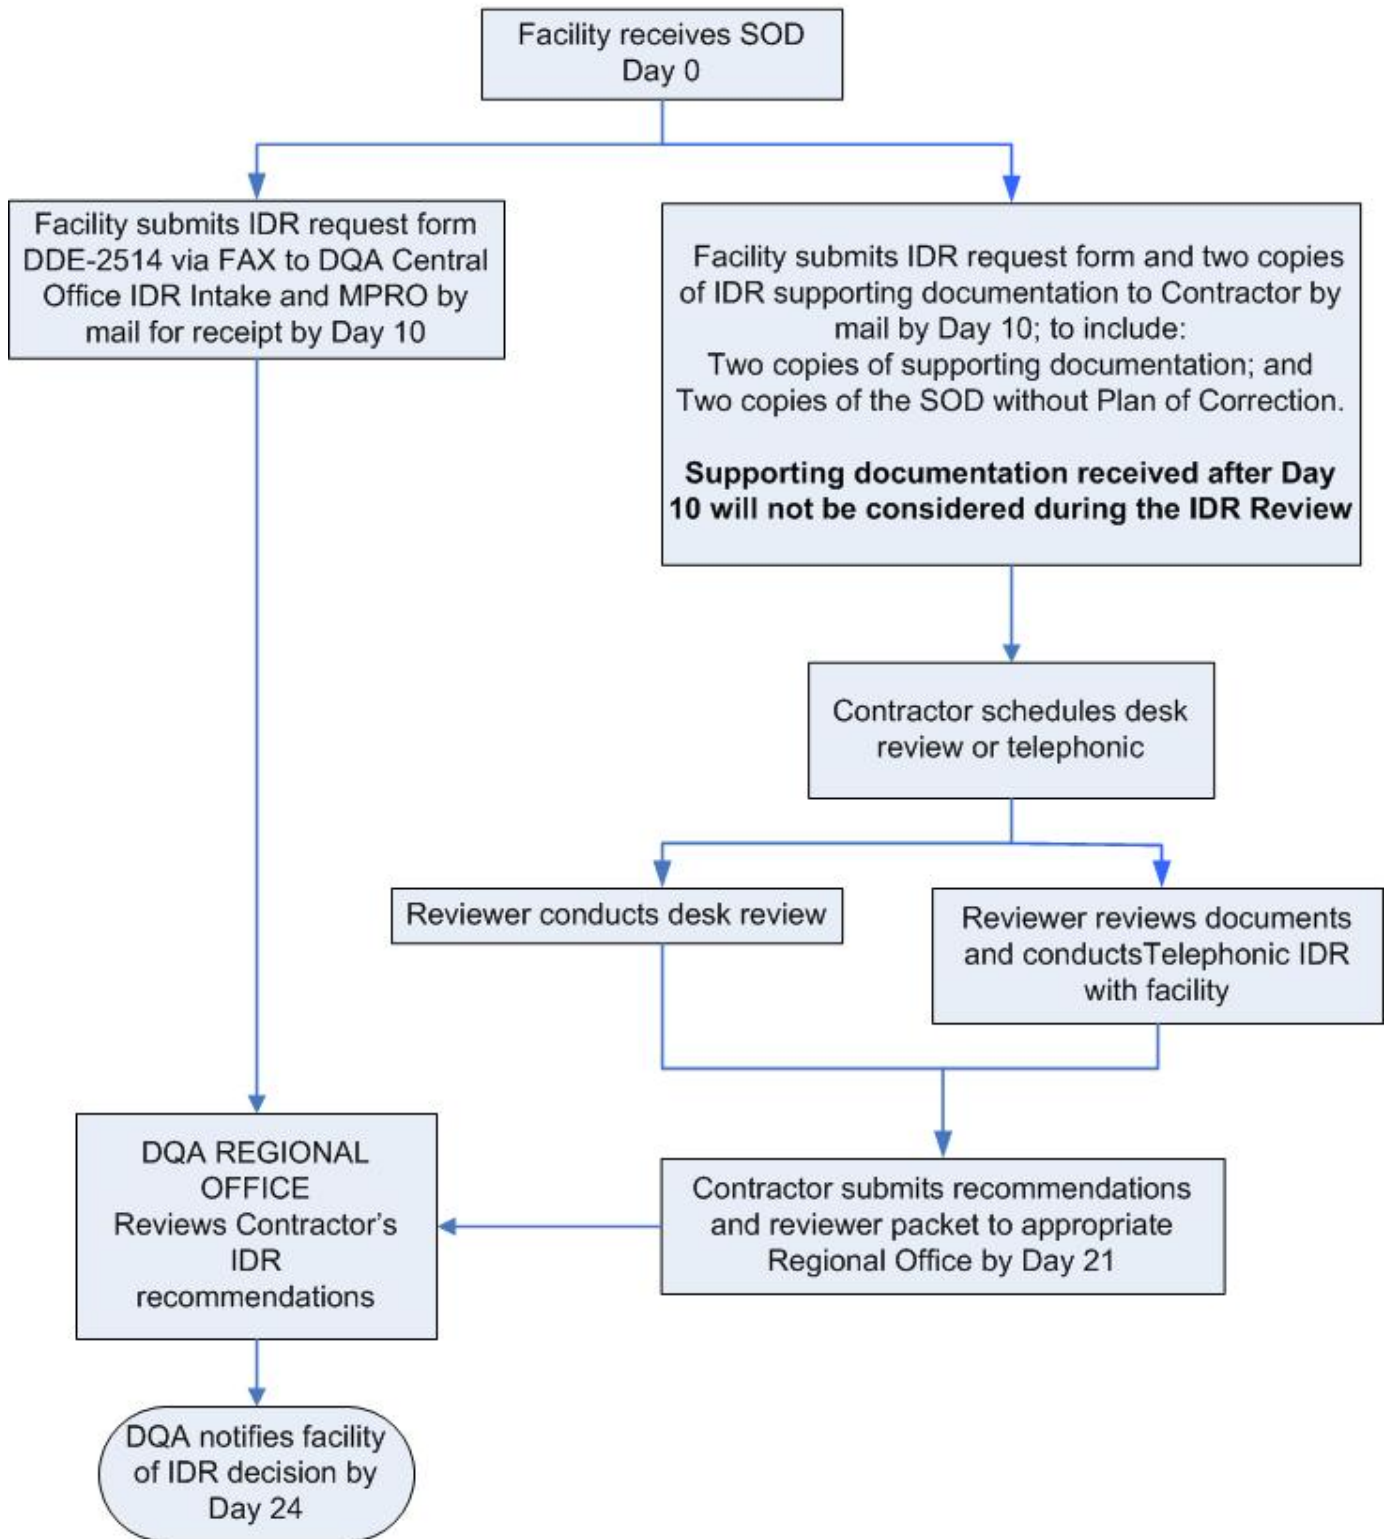 Facility receives SOD
Day 0
Facility submits IDR request form
DDE-2514 via FAX to DQA Central
Office IDR Intake and MPRO by
mail for receipt by Day 10
Facility submits IDR request form and two copies
of IDR supporting documentation to Contractor by
mail by Day 10; to include:
Two copies of supporting documentation; and
Two copies of the SOD without Plan of Correction.
Supporting documentation received after Day
10 will not be considered during the IDR Review
Contractor schedules desk
review or telephonic
Reviewer conducts desk review
Reviewer reviews documents
and conductsTelephonic IDR
with facility
Contractor submits recommendations
and reviewer packet to appropriate
Regional Office by Day 21
DQA REGIONAL
OFFICE
Reviews Contractor's
IDR
recommendations
DQA notifies facility
of IDR decision by
Day 24